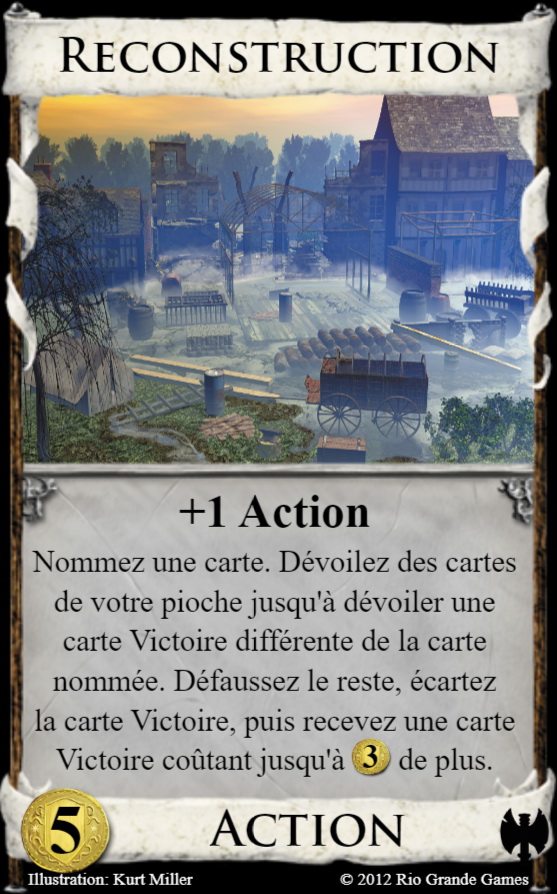 RECONSTRUCTION
+1 Action
Nommez une carte. Dévoilez des cartes
de votre pioche jusqu'à dévoiler une
carte Victoire différente de la carte
nommée. Défaussez le reste, écartez
la carte Victoire, puis recevez une carte
Victoire coûtant jusqu'à 3 de plus.
5 ACTION
Illustration: Kurt Miller © 2012 Rio Grande Games